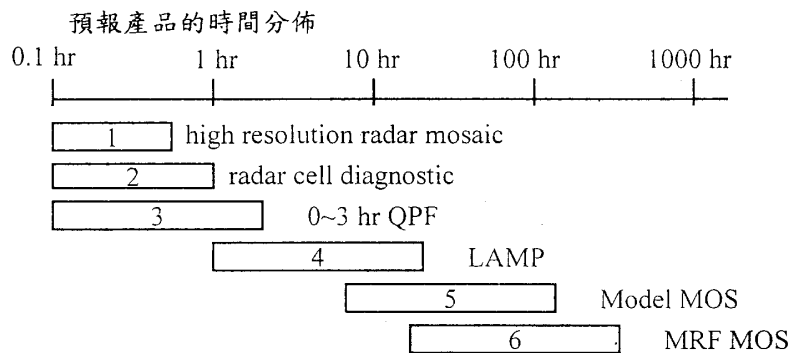 預報產品的時間分佈
0.1 hr 1 hr 10 hr 100 hr 1000 hr
1 high resolution radar mosaic
2 radar cell diagnostic
3 0~3 hr QPF
4 LAMP
5 Model MOS
6 MRF MOS